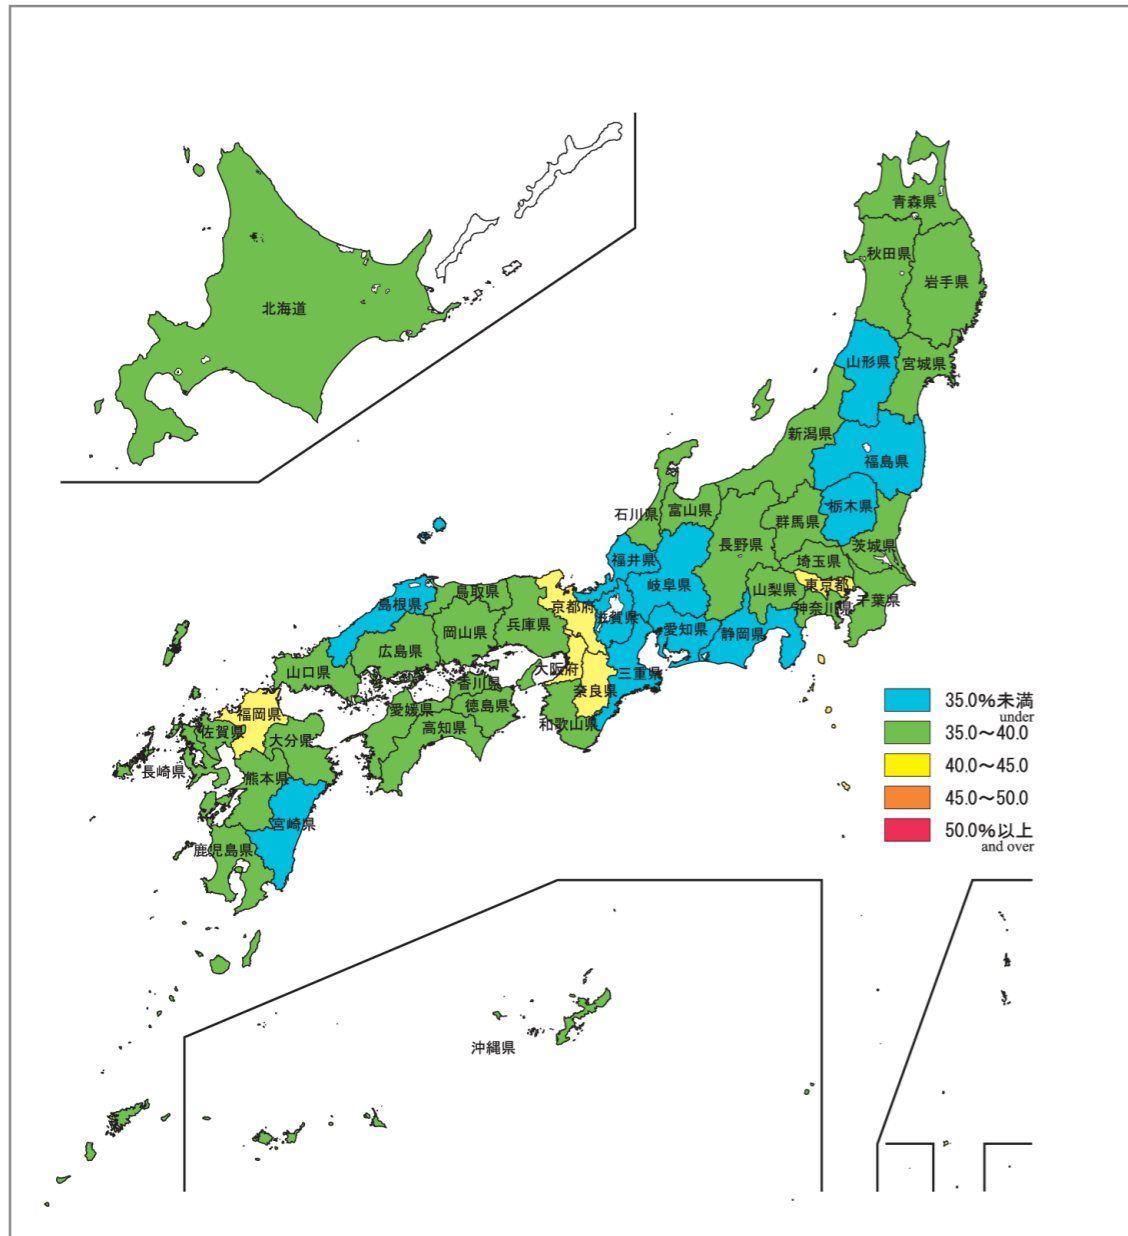 青森県
秋田県
岩手県
北海道
山形県
宮城県
新潟県
福島県
栃木県
石川県
富山県
群馬県
長野県
茨城県
福井県
埼玉県
岐阜県
東京都
山梨県
千葉県
神奈川県
鳥取県
島根県
京都府
滋賀県
兵庫県
愛知県
静岡県
岡山県
広島県
山口県
大阪府
三重県
奈良県
香川県
徳島県
愛媛県
高知県
和歌山県
福岡県
佐賀県
大分県
長崎県
熊本県
宮崎県
鹿児島県
沖縄県
35.0%未満
under
35.0～40.0
40.0～45.0
45.0～50.0
50.0%以上
and over